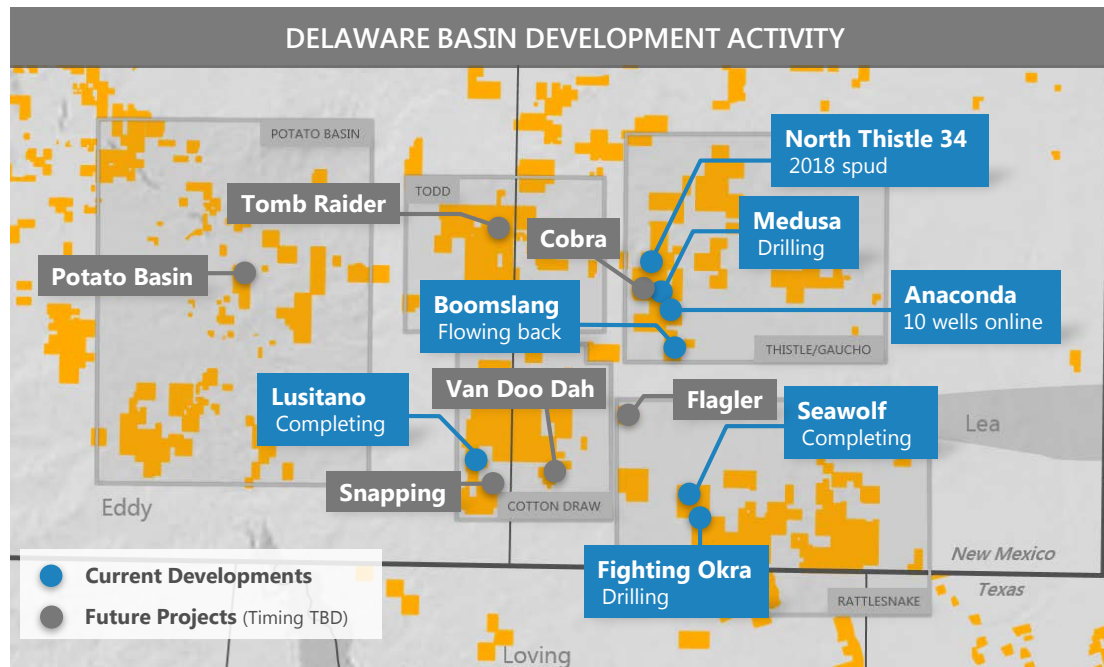 DELAWARE BASIN DEVELOPMENT ACTIVITY
POTATO BASIN
North Thistle 34
2018 spud
TODD
Tomb Raider
Cobra
Medusa
Drilling
Potato Basin
Boomslang
Flowing back
Anaconda
10 wells online
THISTLE/GAUCHO
Lusitano
Completing
Van Doo Dah
Flagler
Seawolf
Completing
Lea
Snapping
COTTON DRAW
Eddy
New Mexico
Texas
Fighting Okra
Drilling
RATTLESNAKE
Current Developments
Future Projects (Timing TBD)
Loving